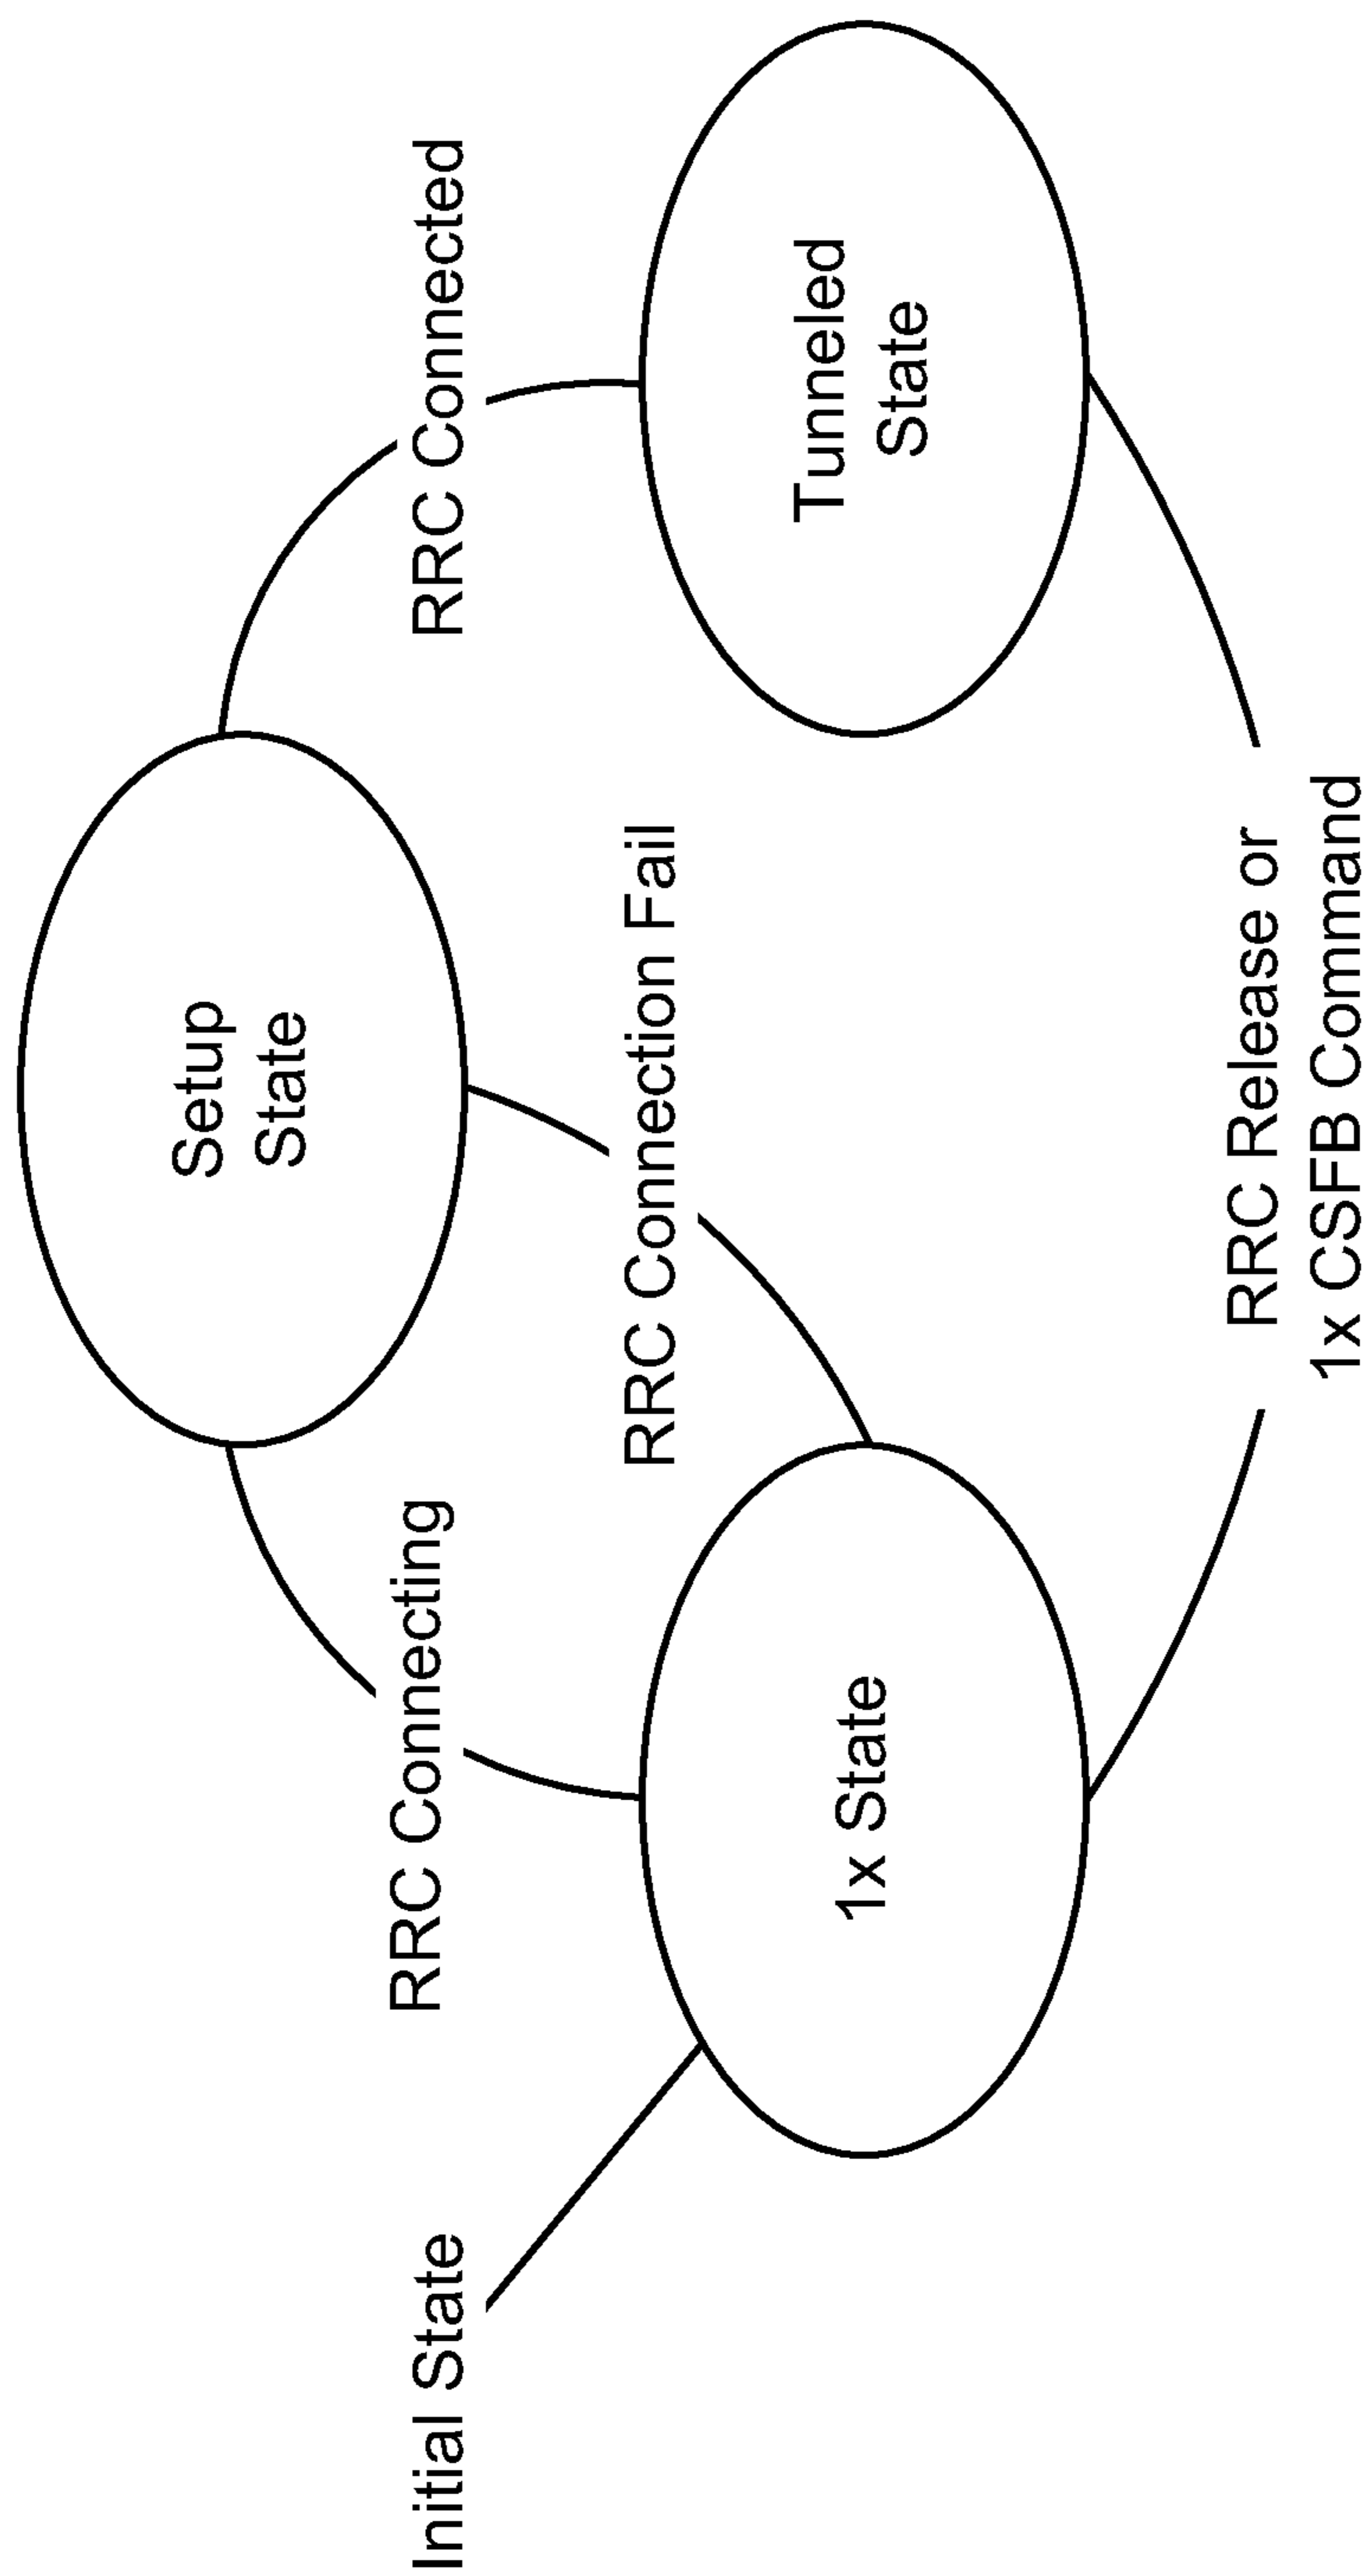 Setup
State
RRC Connecting
RRC Connected
Initial State
RRC Connection Fail
1x State
Tunneled
State
RRC Release or
1x CSFB Command